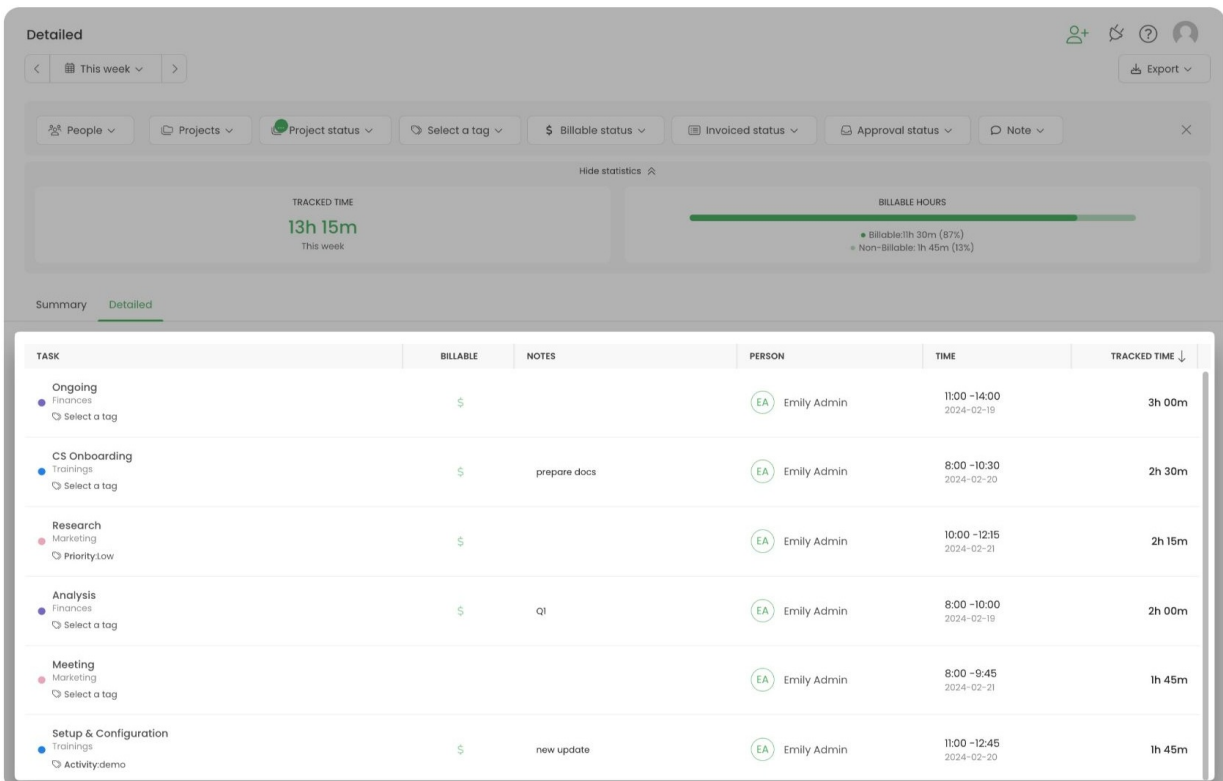 Detailed
This week
Export
People
Projects
Project status
Select a tag
$ Billable status
Invoiced status
Approval status
Note
Hide statistics
TRACKED TIME
13h 15m
This week
BILLABLE HOURS
Billable:11h 30m (87%)
Non-Billable: 1h 45m (13%)
Summary Detailed
TASK BILLABLE NOTES PERSON TIME TRACKED TIME
Ongoing
Finances
Select a tag
$
EA Emily Admin
11:00 -14:00
2024-02-19
3h 00m
CS Onboarding
Trainings
Select a tag
$
prepare docs
EA Emily Admin
8:00 -10:30
2024-02-20
2h 30m
Research
Marketing
Priority:Low
$
EA Emily Admin
10:00 -12:15
2024-02-21
2h 15m
Analysis
Finances
Select a tag
$
Q1
EA Emily Admin
8:00 -10:00
2024-02-19
2h 00m
Meeting
Marketing
Select a tag
EA Emily Admin
8:00 -9:45
2024-02-21
1h 45m
Setup & Configuration
Trainings
Activity:demo
$
new update
EA Emily Admin
11:00 -12:45
2024-02-20
1h 45m